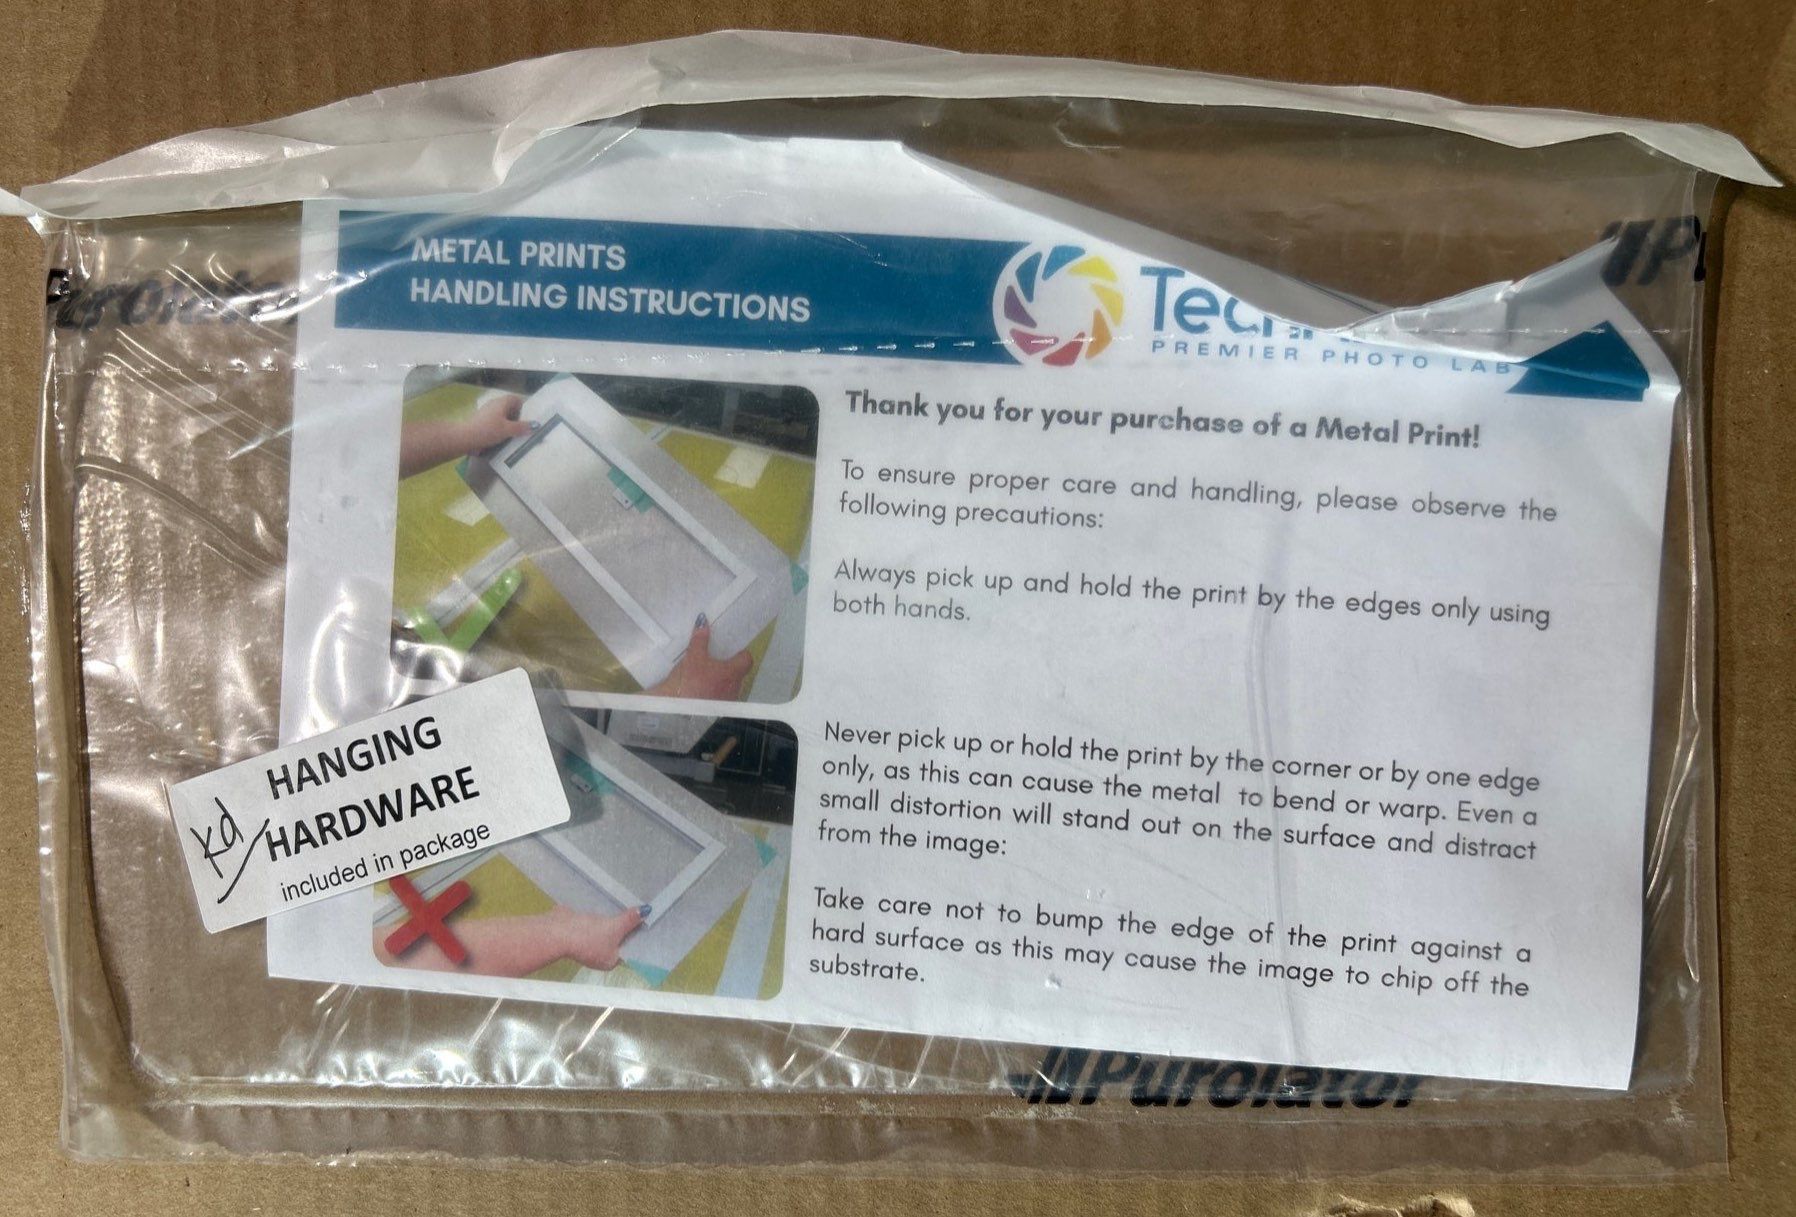 Purolator
METAL PRINTS
HANDLING INSTRUCTIONS
PREMIER PHOTO LAB
Thank you for your purchase of a Metal Print!
To ensure proper care and handling, please observe the
following precautions:
Always pick up and hold the print by the edges only using
both hands.
Never pick up or hold the print by the corner or by one edge
only, as this can cause the metal to bend or warp. Even a
small distortion will stand out on the surface and distract
from the image:
Take care not to bump the edge of the print against a
hard surface as this may cause the image to chip off the
substrate.
kd
HANGING
HARDWARE
included in package
Purolator